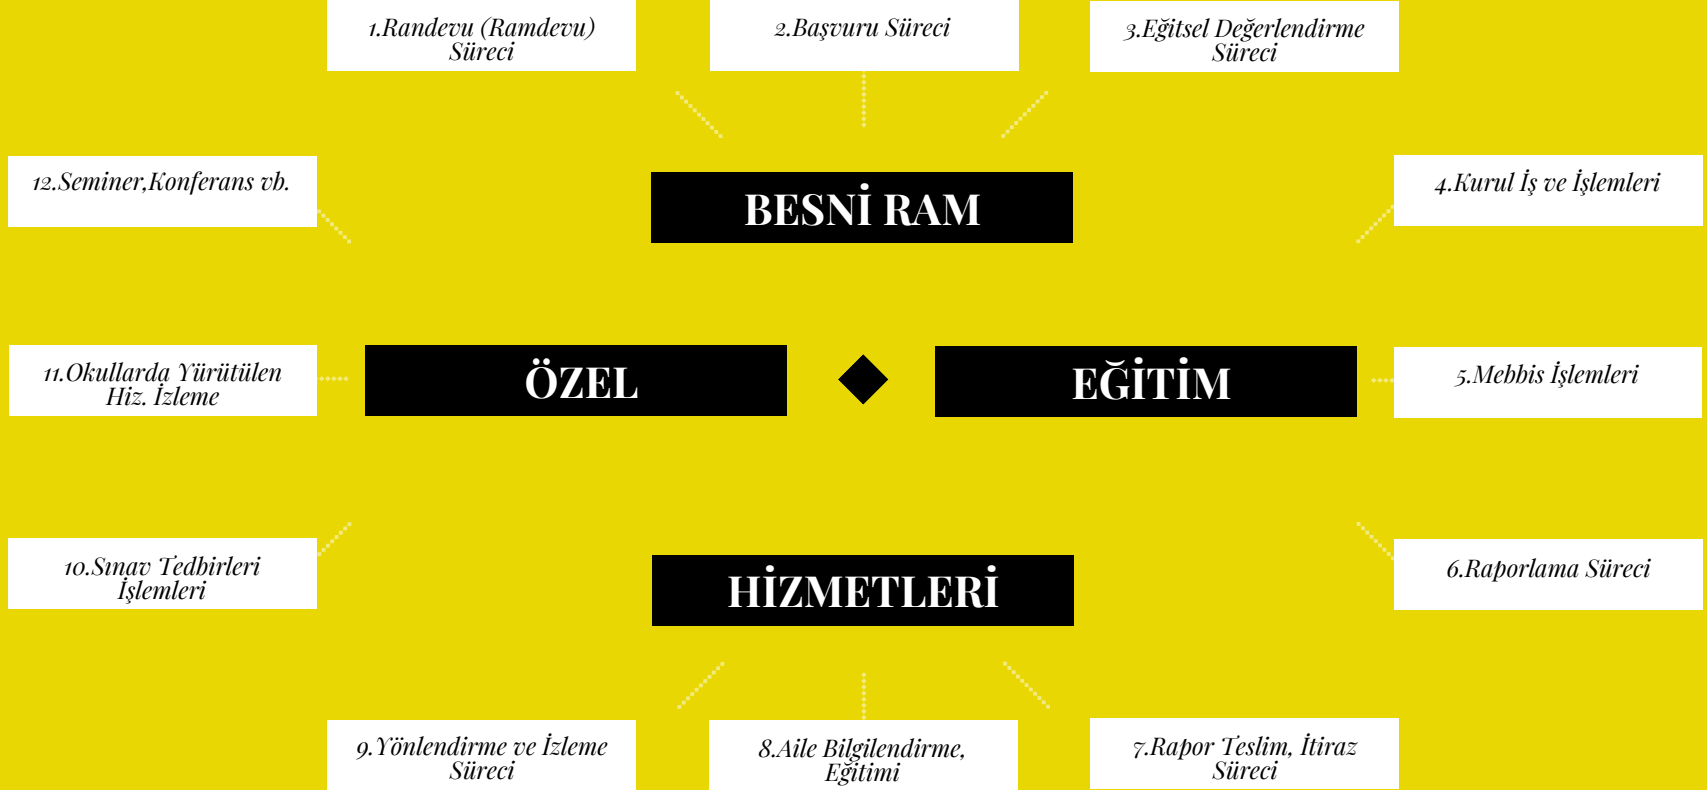 1.Randevu (Ramdevu)
Süreci
2.Başvuru Süreci
3.Eğitsel Değerlendirme
Süreci
12.Seminer,Konferans vb.
BESNİ RAM
4.Kurul İş ve İşlemleri
11.Okullarda Yürütülen
Hiz. İzleme
ÖZEL
EĞİTİM
5.Mebbis İşlemleri
10.Sınav Tedbirleri
İşlemleri
HİZMETLERİ
6.Raporlama Süreci
9.Yönlendirme ve İzleme
Süreci
8.Aile Bilgilendirme,
Eğitimi
7.Rapor Teslim, İtiraz
Süreci